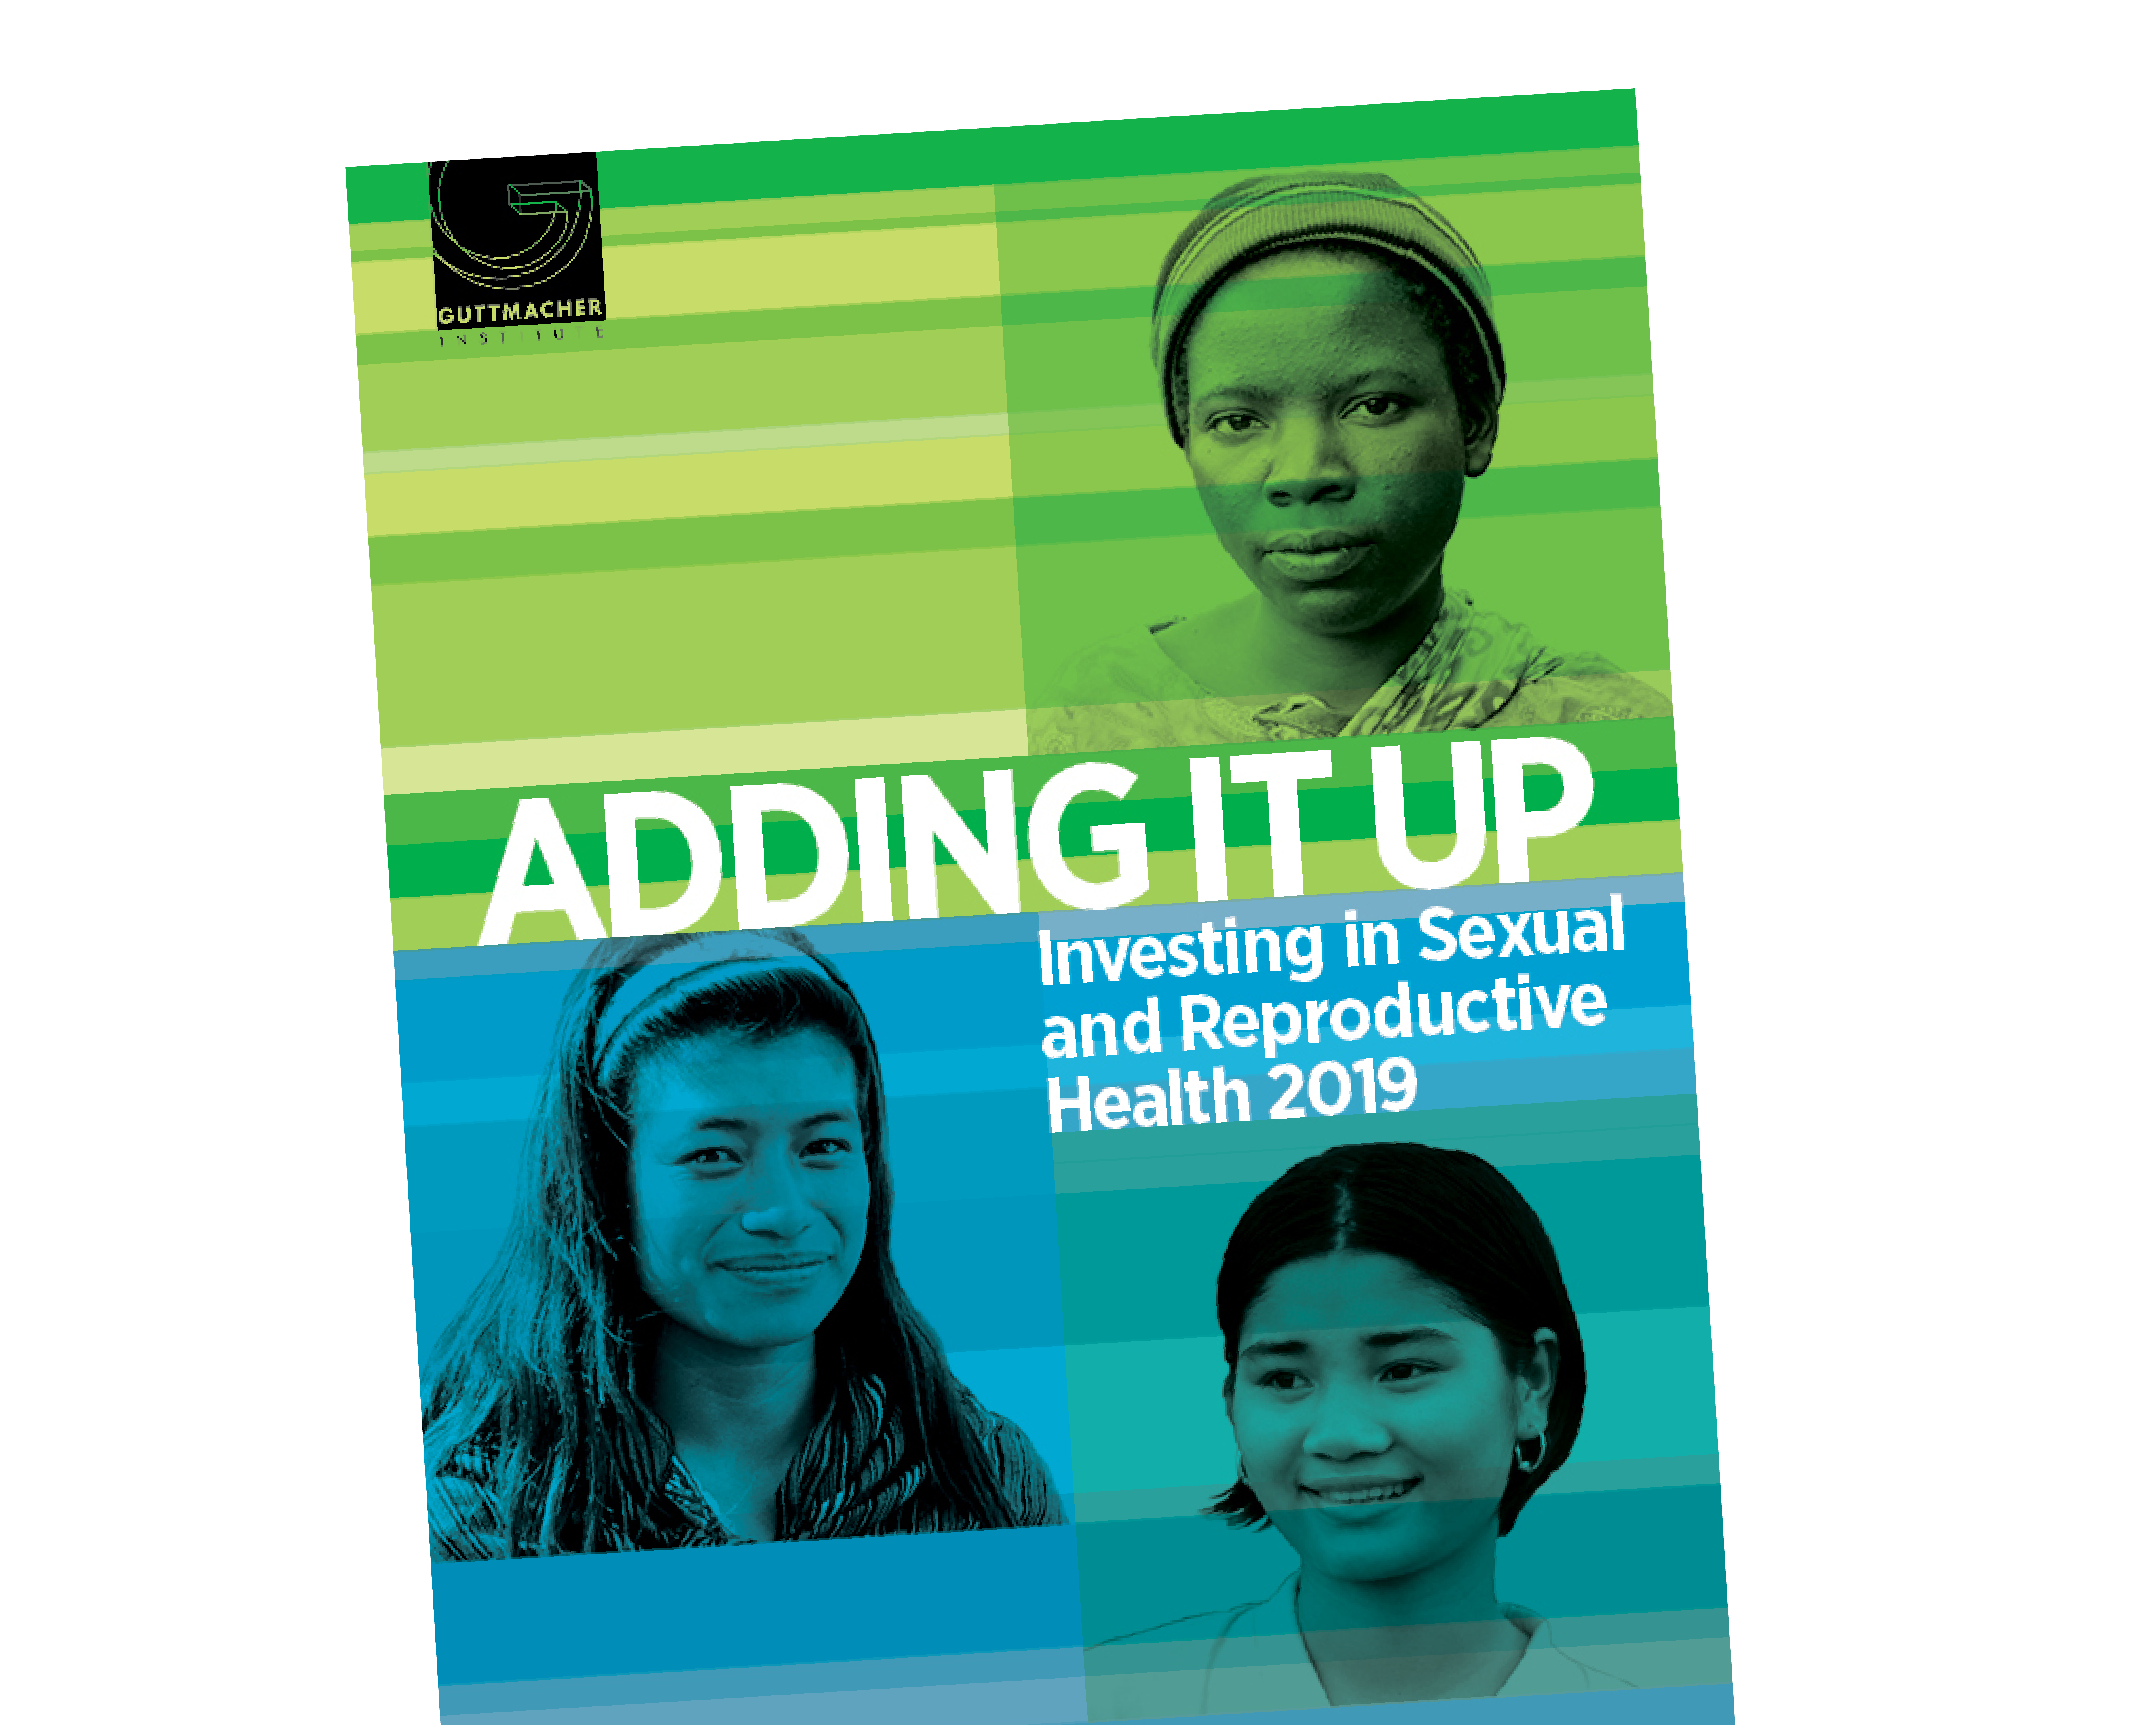 GUTTMACHER
INSTITUTE
ADDING IT UP
Investing in Sexual
and Reproductive
Health 2019